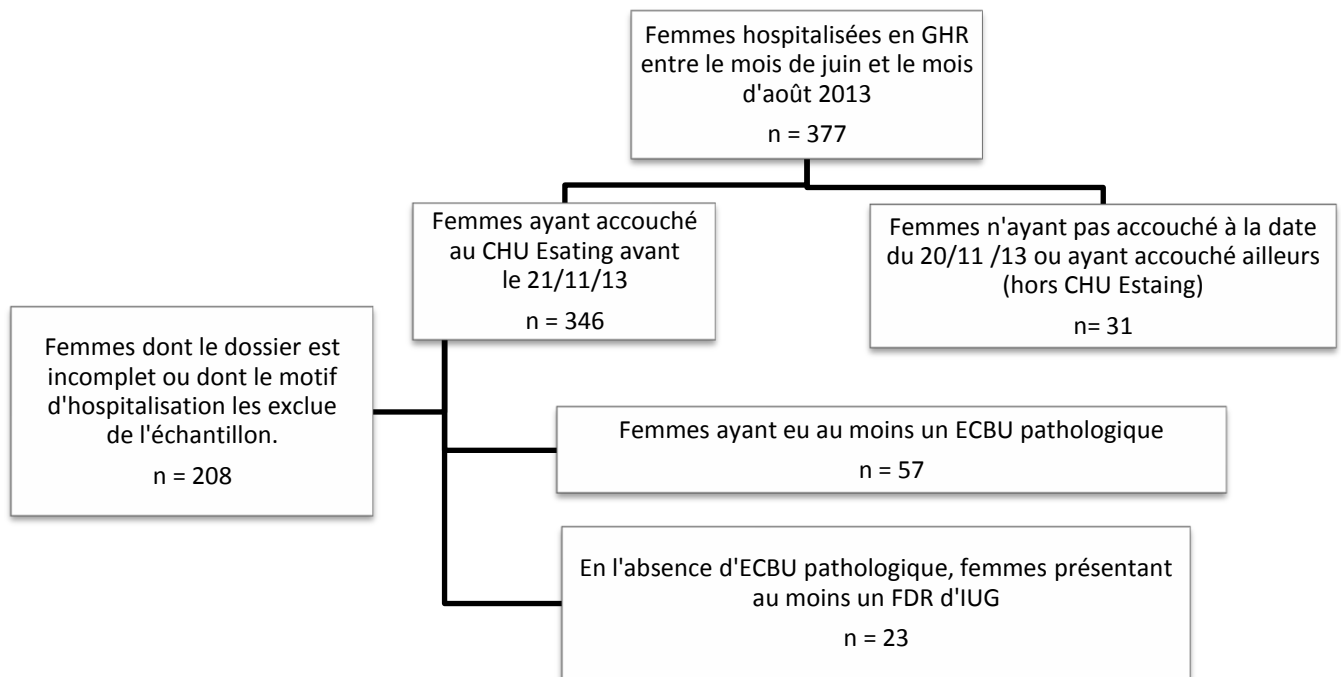 Femmes hospitalisées en GHR
entre le mois de juin et le mois
d'août 2013
n = 377
Femmes ayant accouché
au CHU Esating avant
le 21/11/13
n = 346
Femmes n'ayant pas accouché à la date
du 20/11 /13 ou ayant accouché ailleurs
(hors CHU Estaing)
n= 31
Femmes dont le dossier est
incomplet ou dont le motif
d'hospitalisation les exclue
de l'échantillon.
n = 208
Femmes ayant eu au moins un ECBU pathologique
n = 57
En l'absence d'ECBU pathologique, femmes présentant
au moins un FDR d'IUG
n = 23